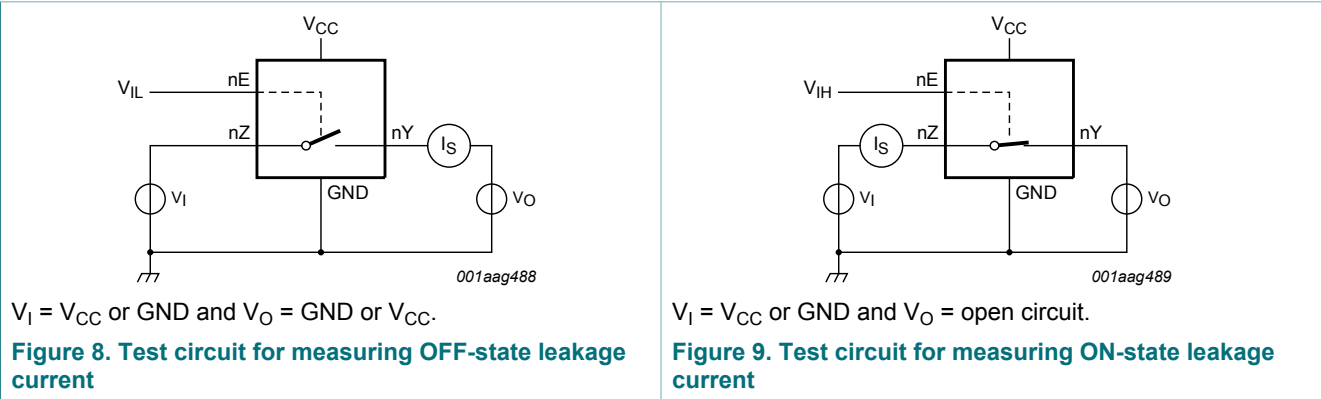 VCC
VIL
nE
nZ
nY
IS
VI
GND
VO
001aag488
VI = VCC or GND and VO = GND or VCC.
Figure 8. Test circuit for measuring OFF-state leakage
current
VCC
VIH
nE
IS
nZ
nY
VI
GND
VO
001aag489
VI = VCC or GND and VO = open circuit.
Figure 9. Test circuit for measuring ON-state leakage
current